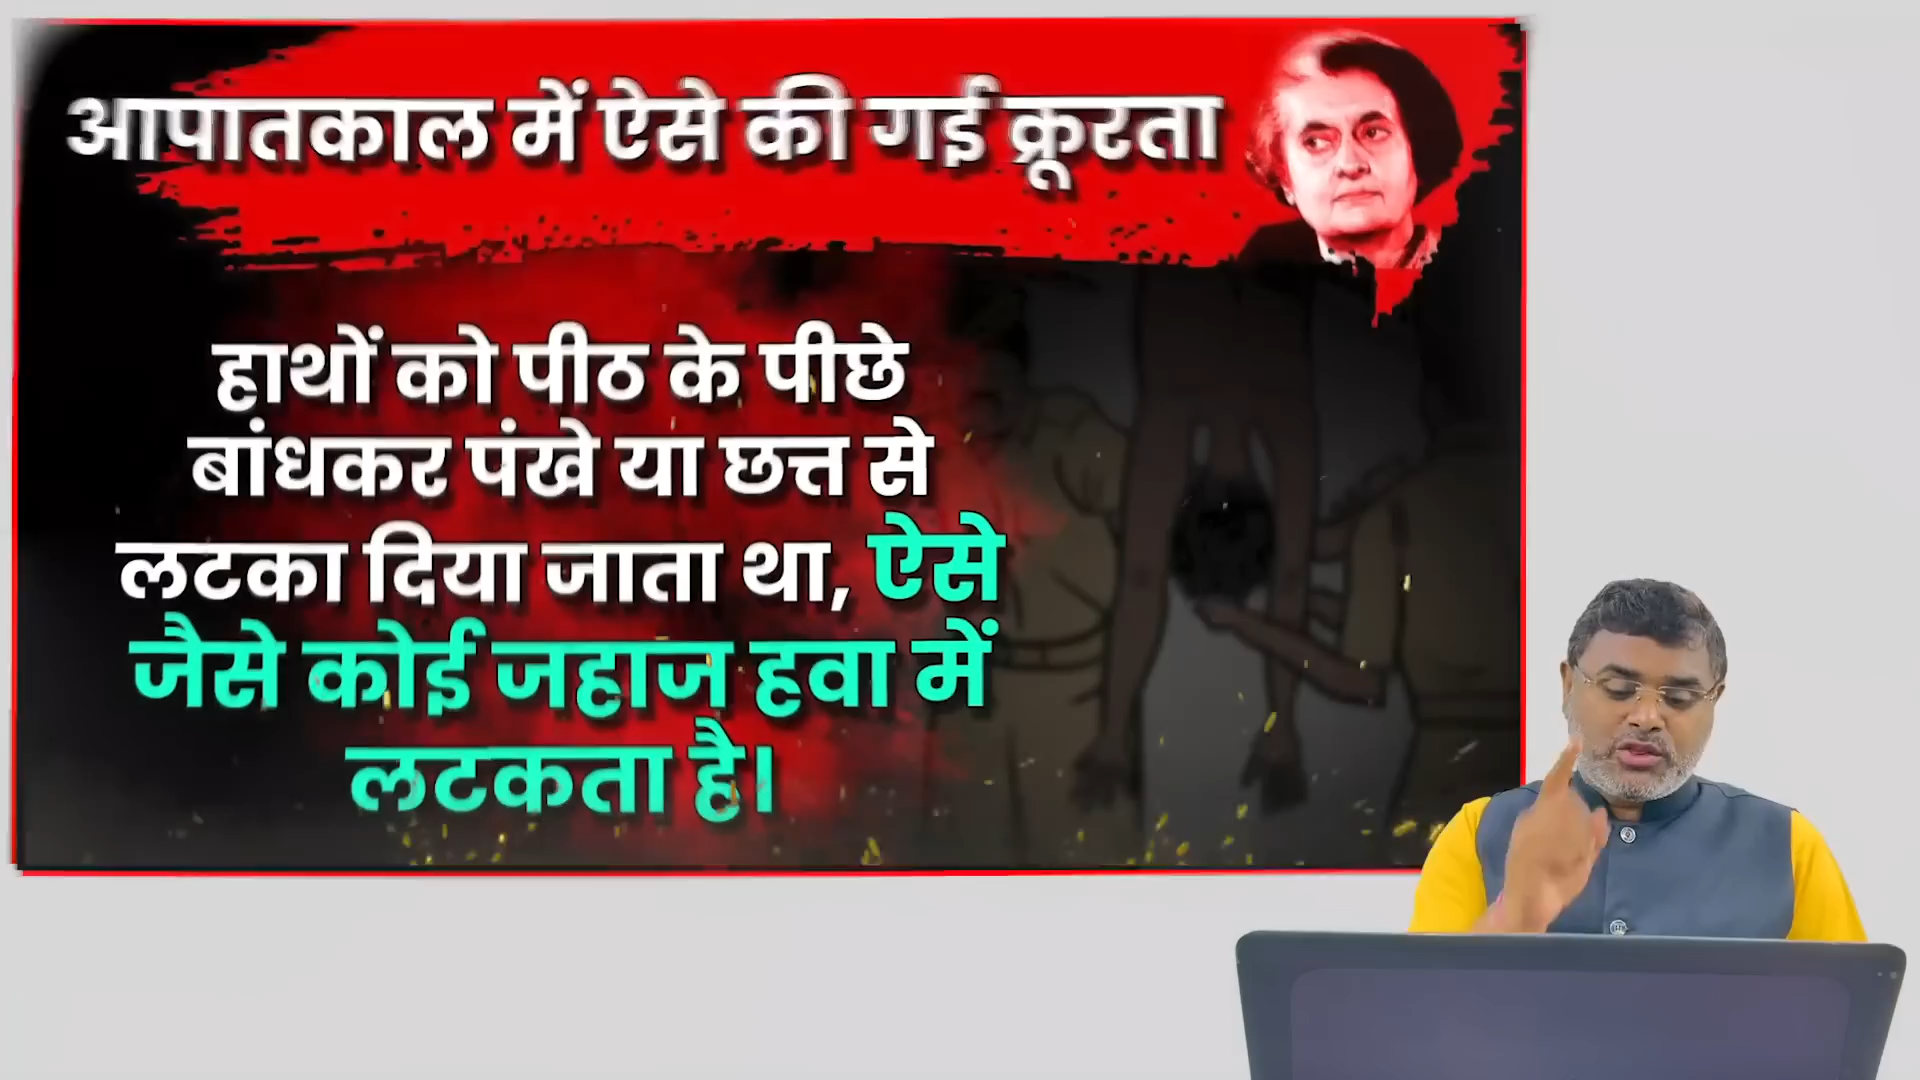 आपातकाल में ऐसे की गई क्रूरता
हाथों को पीठ के पीछे
बांधकर पंखे या छत्त से
लटका दिया जाता था, ऐसे
जैसे कोई जहाज हवा में
लटकता है।